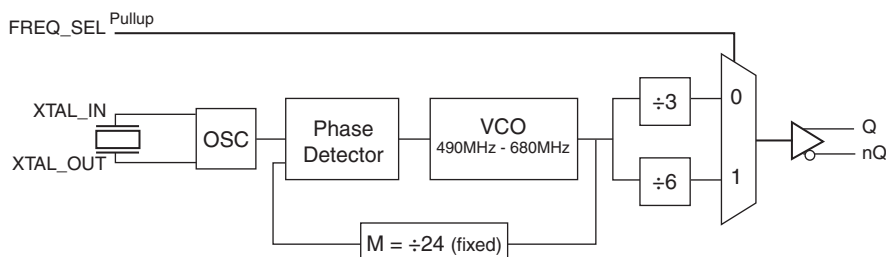 FREQ_SEL Pullup
XTAL_IN
XTAL_OUT
OSC
Phase
Detector
VCO
490MHz - 680MHz
÷3
÷6
0
1
Q
nQ
M = ÷24 (fixed)